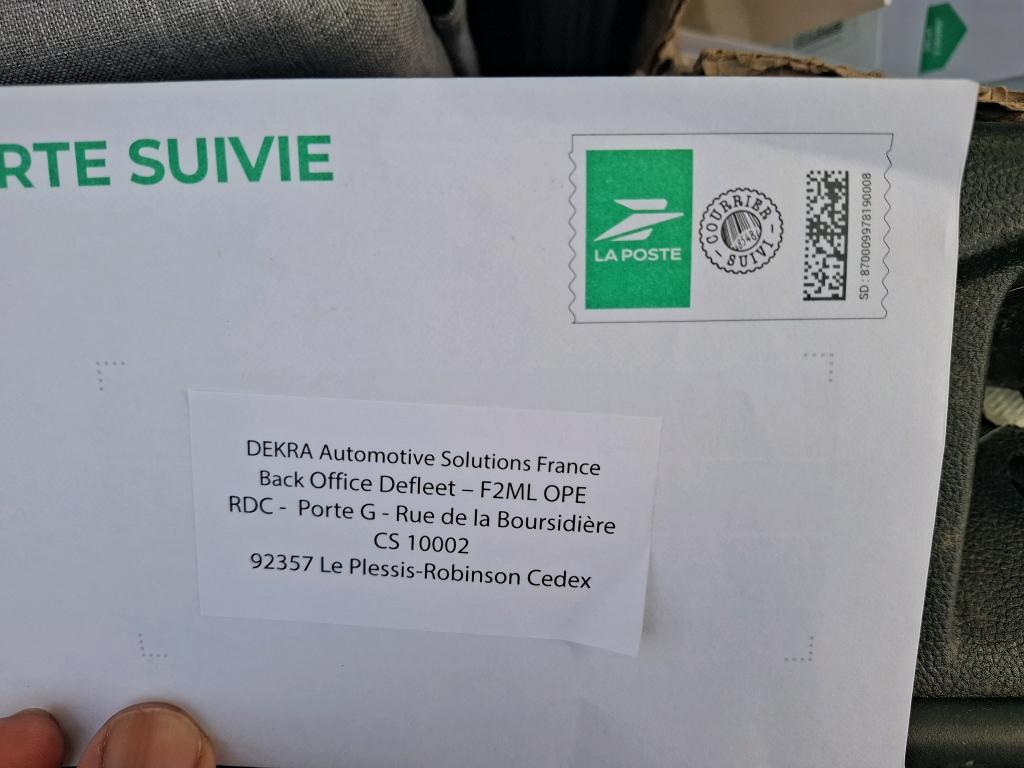 RTE SUIVIE
LA POSTE
COURRIER
SUIVI
SD : 870009978190008
DEKRA Automotive Solutions France
Back Office Defleet – F2ML OPE
RDC - Porte G - Rue de la Boursidière
CS 10002
92357 Le Plessis-Robinson Cedex